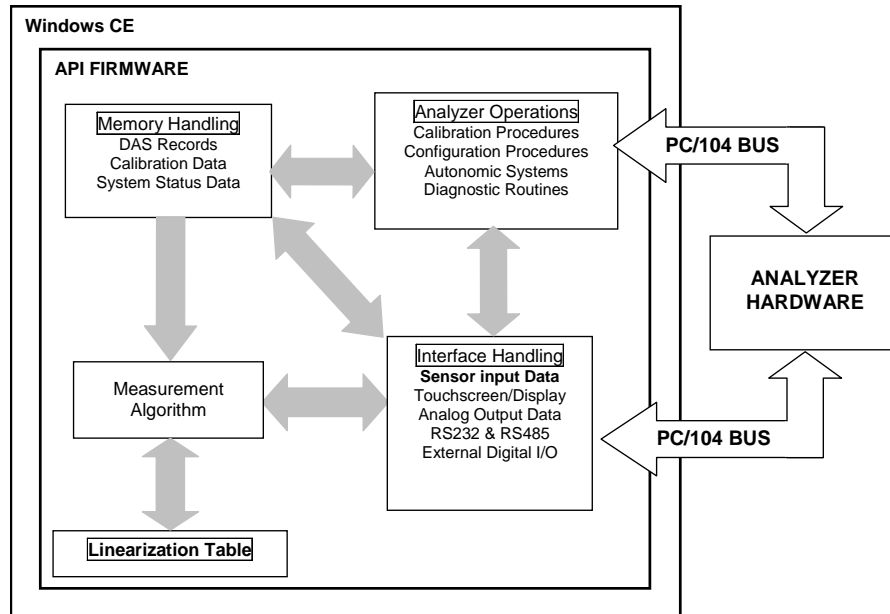 Windows CE
API FIRMWARE
Memory Handling
DAS Records
Calibration Data
System Status Data
Analyzer Operations
Calibration Procedures
Configuration Procedures
Autonomic Systems
Diagnostic Routines
PC/104 BUS
ANALYZER
HARDWARE
Measurement
Algorithm
Interface Handling
Sensor input Data
Touchscreen/Display
Analog Output Data
RS232 & RS485
External Digital I/O
PC/104 BUS
Linearization Table